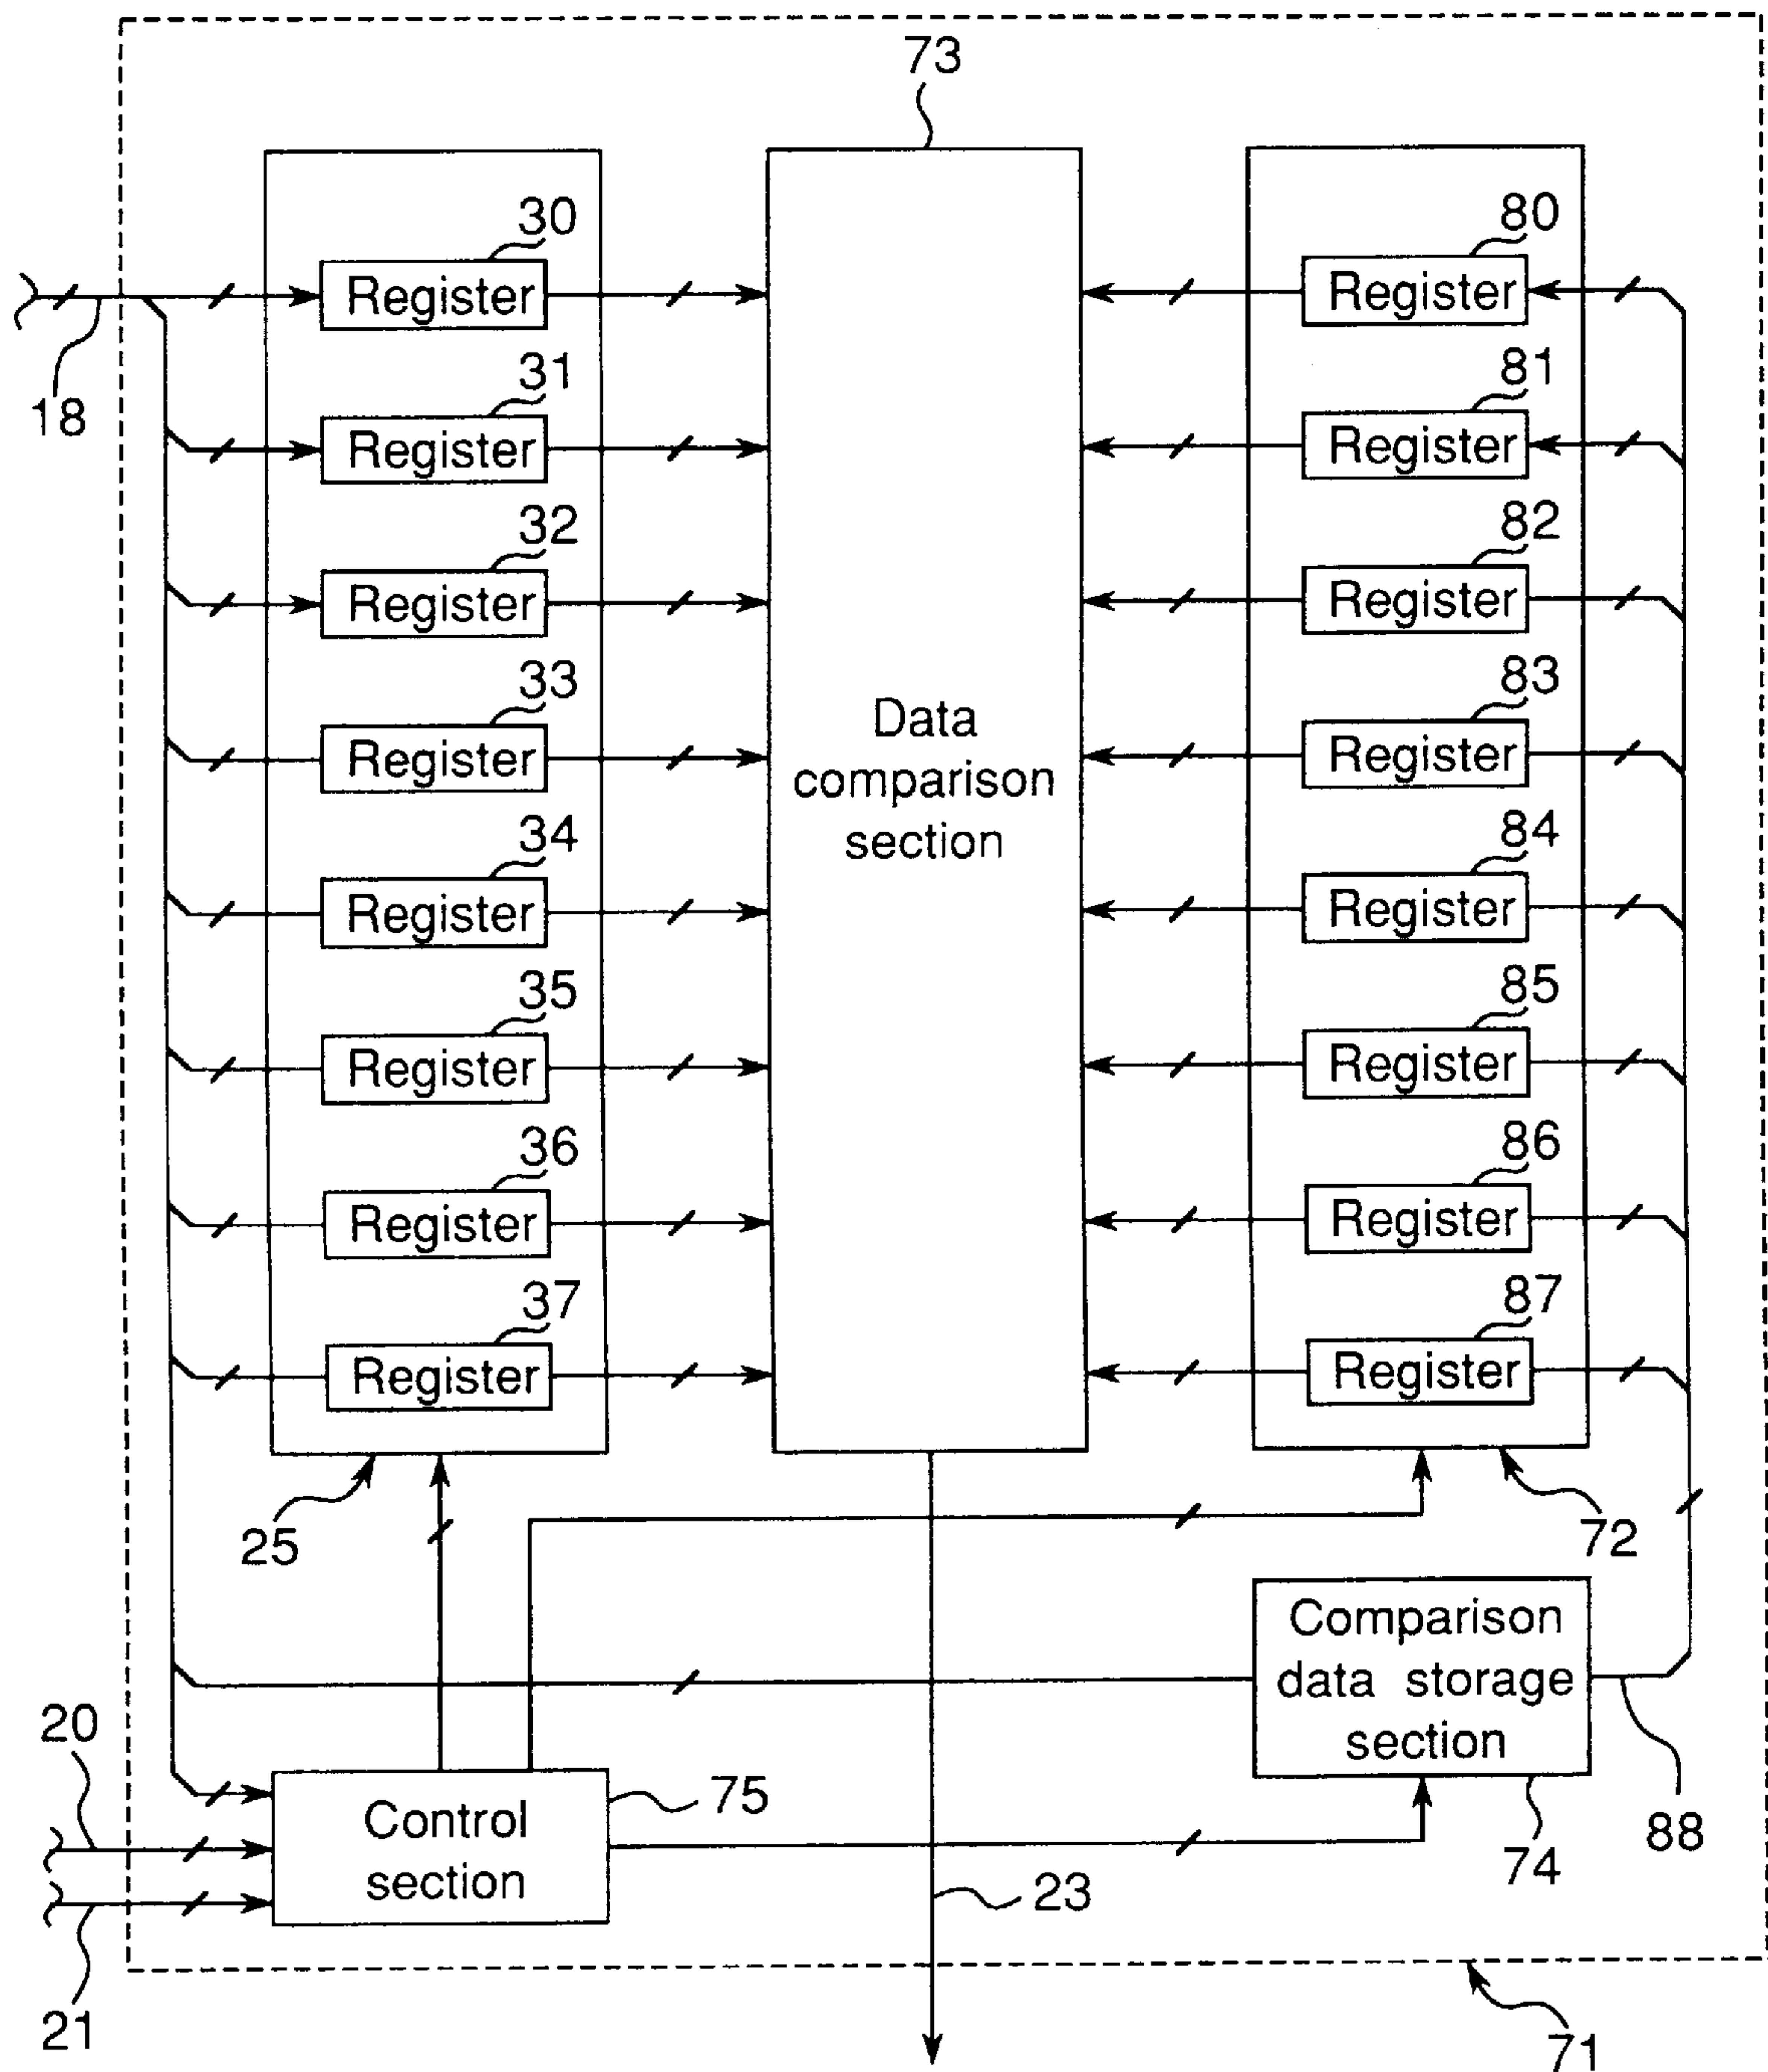 73
30
Register
80
Register
18
31
Register
81
Register
32
Register
82
Register
33
Register
83
Register
Data
comparison
section
34
Register
84
Register
35
Register
85
Register
36
Register
86
Register
37
Register
87
Register
25
72
Comparison
data storage
section
20
75
Control
section
88
74
23
21
71